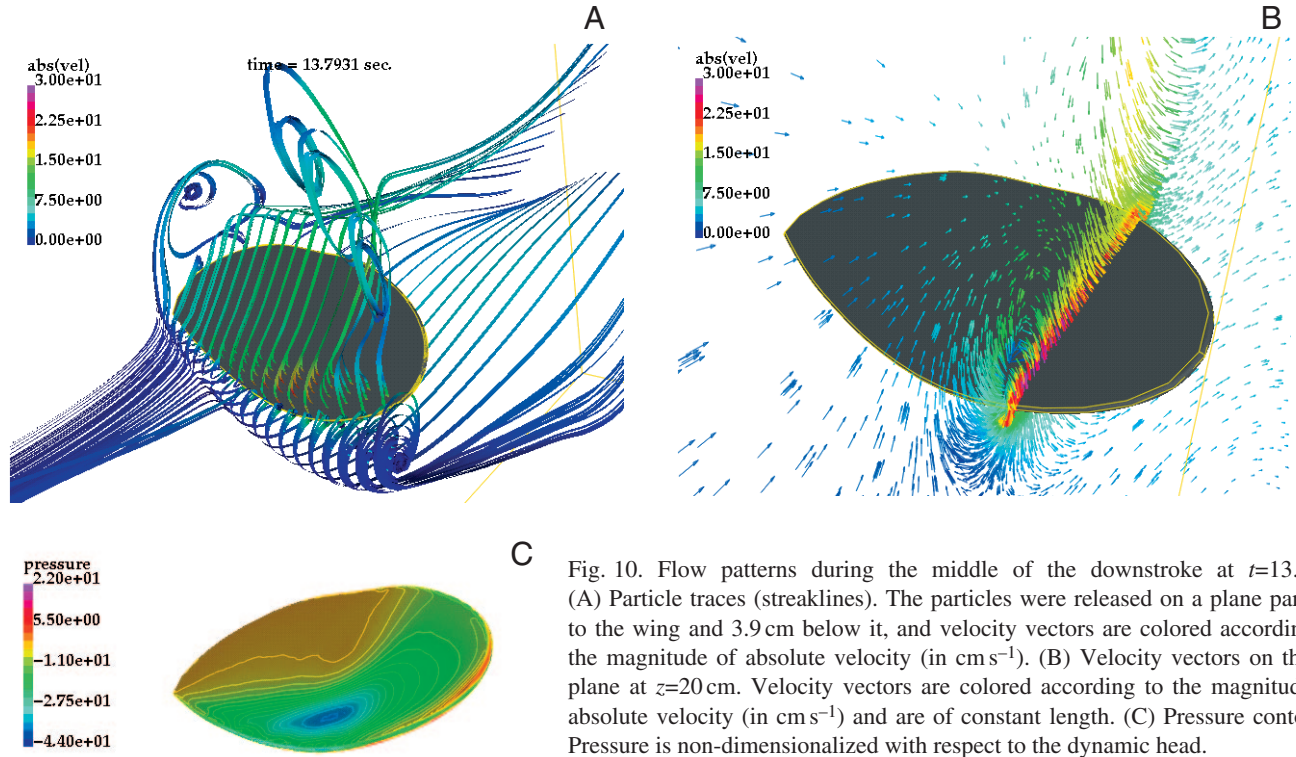 A
abs(vel)
3.00e+01
2.25e+01
1.50e+01
7.50e+00
0.00e+00
time = 13.7931 sec.
B
abs(vel)
3.00e+01
2.25e+01
1.50e+01
7.50e+00
0.00e+00
C
pressure
2.20e+01
5.50e+00
−1.10e+01
−2.75e+01
−4.40e+01
Fig. 10. Flow patterns during the middle of the downstroke at t=13.
(A) Particle traces (streaklines). The particles were released on a plane par
to the wing and 3.9 cm below it, and velocity vectors are colored accordin
the magnitude of absolute velocity (in cm s–1). (B) Velocity vectors on th
plane at z=20 cm. Velocity vectors are colored according to the magnitud
absolute velocity (in cm s–1) and are of constant length. (C) Pressure conto
Pressure is non-dimensionalized with respect to the dynamic head.